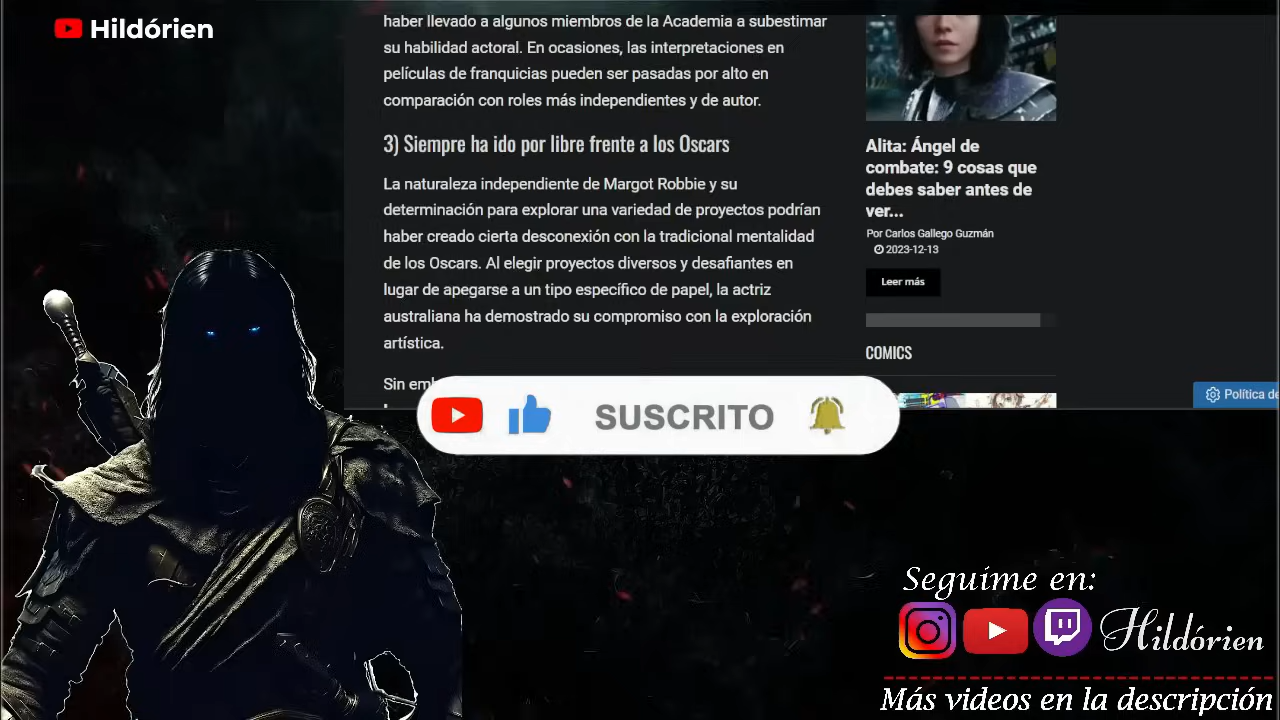 Hildórien
haber llevado a algunos miembros de la Academia a subestimar
su habilidad actoral. En ocasiones, las interpretaciones en
películas de franquicias pueden ser pasadas por alto en
comparación con roles más independientes y de autor.
3) Siempre ha ido por libre frente a los Oscars
La naturaleza independiente de Margot Robbie y su
determinación para explorar una variedad de proyectos podrían
haber creado cierta desconexión con la tradicional mentalidad
de los Oscars. Al elegir proyectos diversos y desafiantes en
lugar de apegarse a un tipo específico de papel, la actriz
australiana ha demostrado su compromiso con la exploración
artística.
Sin
Alita: Ángel de
combate: 9 cosas que
debes saber antes de
ver...
Por Carlos Gallego Guzmán
2023-12-13
Leer más
COMICS
Política
SUSCRITO
Seguime en:
Hildórien
Más videos en la descripción